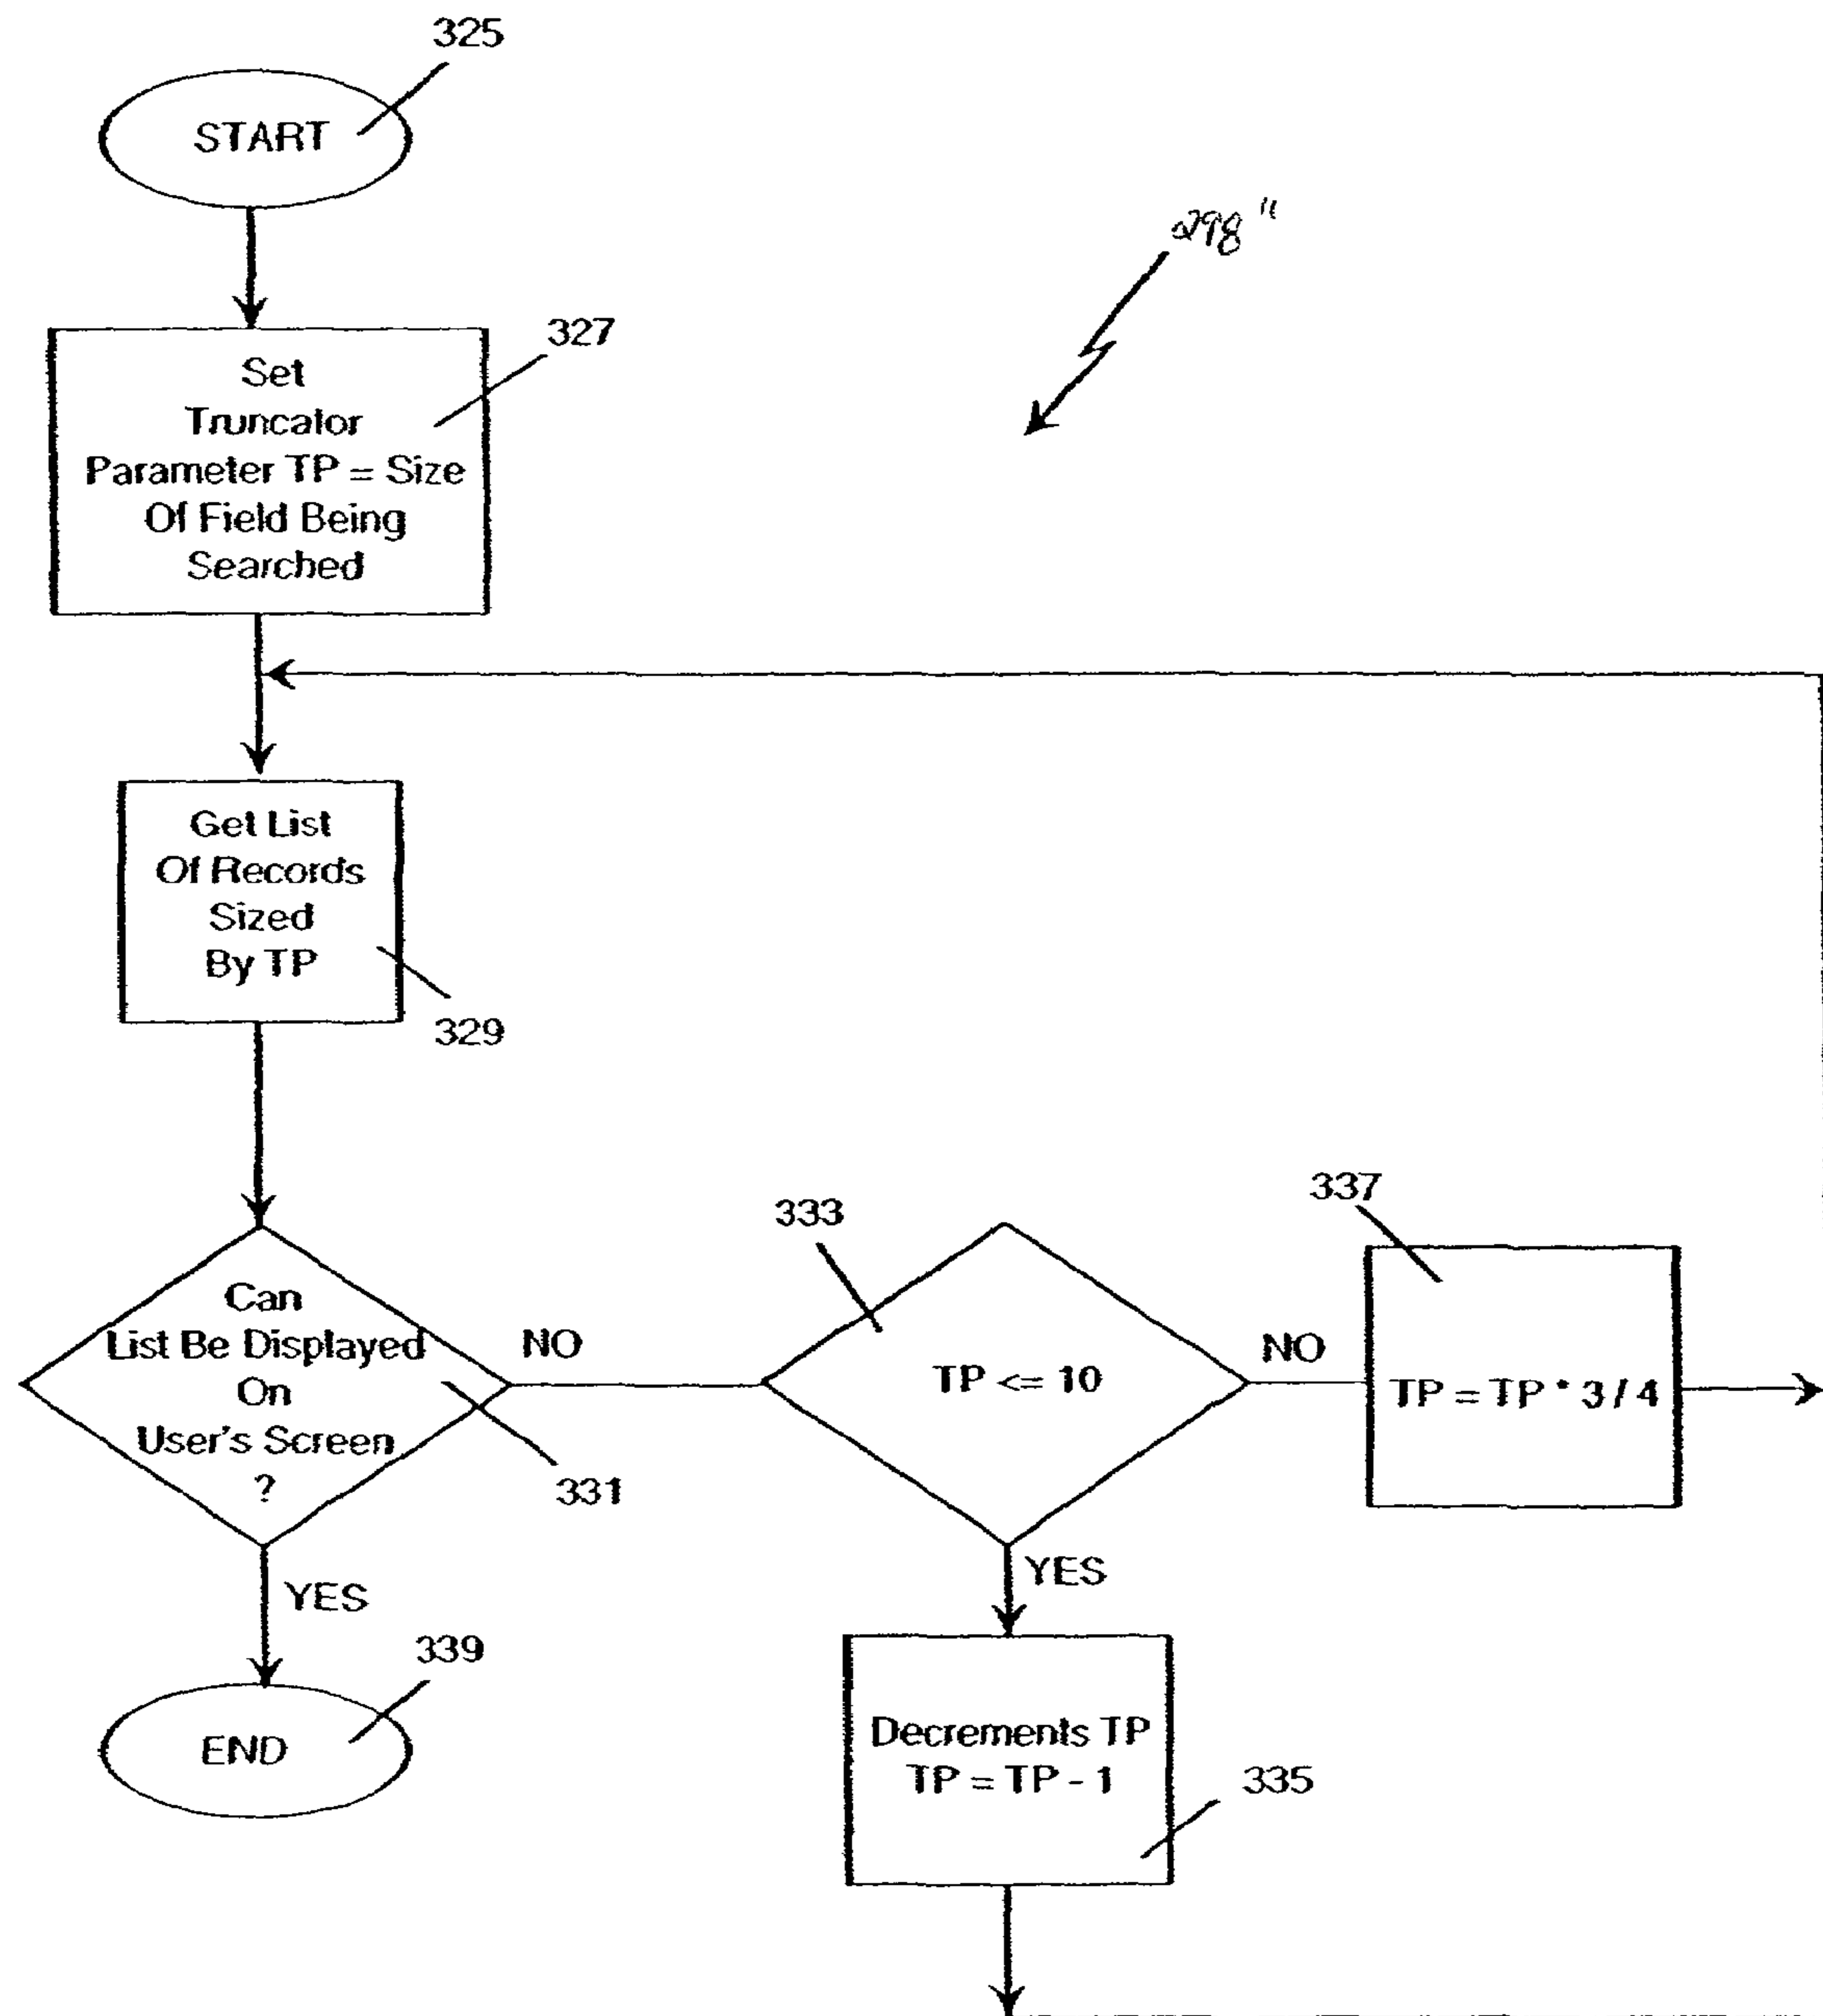 325
START
298"
327
Set
Truncator
Parameter TP = Size
Of Field Being
Searched
Get List
Of Records
Sized
By TP
329
Can
List Be Displayed
On
User's Screen
?
331
NO
333
TP <= 10
NO
337
TP = TP * 3 / 4
YES
YES
339
END
Decrements TP
TP = TP - 1
335